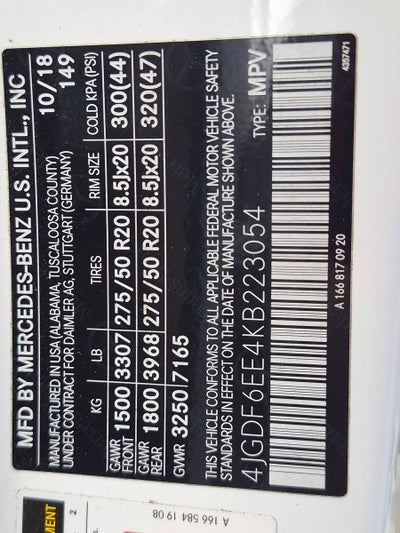 MFD BY MERCEDES-BENZ U.S. INTL., INC
MANUFACTURED IN USA (ALABAMA, TUSCALOOSA COUNTY) 10/18
UNDER CONTRACT FOR DAIMLER AG, STUTTGART (GERMANY) 149
KG LB TIRES RIM SIZE COLD KPA(PSI)
GAWR FRONT 1500 3307 275/50 R20 8.5Jx20 300(44)
GAWR REAR 1800 3968 275/50 R20 8.5Jx20 320(47)
GVWR 3250 7165
THIS VEHICLE CONFORMS TO ALL APPLICABLE FEDERAL MOTOR VEHICLE SAFETY
STANDARDS IN EFFECT ON THE DATE OF MANUFACTURE SHOWN ABOVE.
4JGDF6EE4KB223054 TYPE: MPV
A 166 817 09 20
4357471
A 166 584 19 08
MENT
2